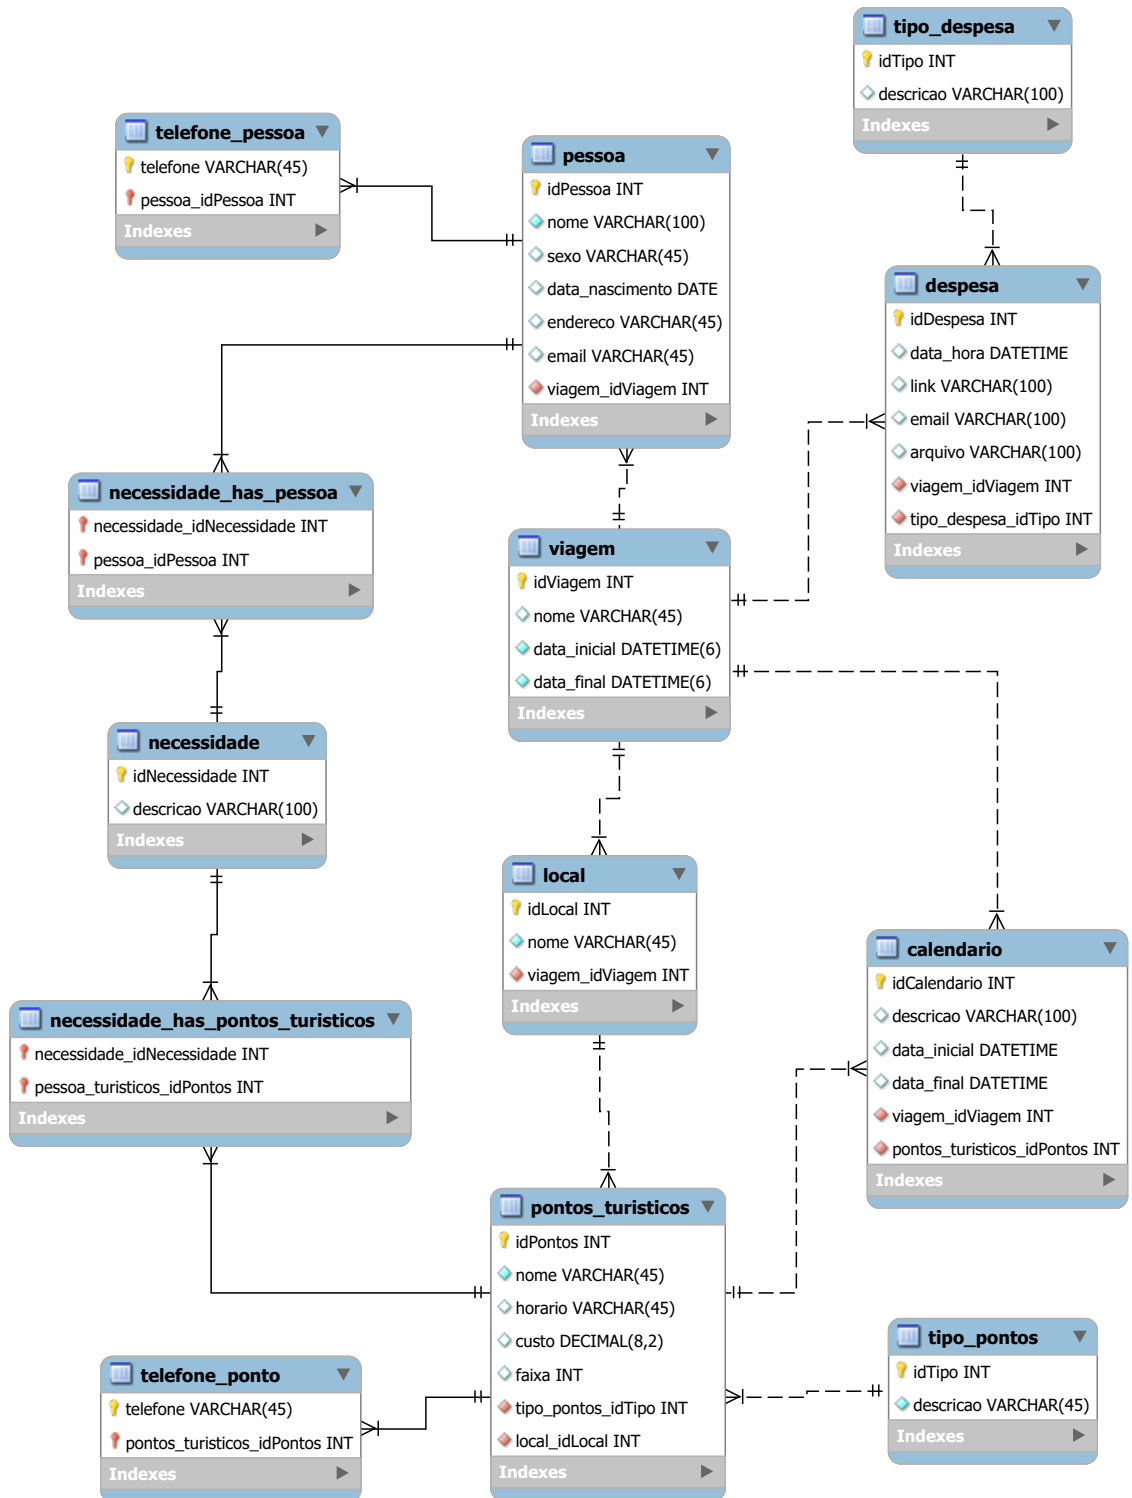 tipo_despesa
idTipo INT
descricao VARCHAR(100)
Indexes
telefone_pessoa
telefone VARCHAR(45)
pessoa_idPessoa INT
Indexes
pessoa
idPessoa INT
nome VARCHAR(100)
sexo VARCHAR(45)
data_nascimento DATE
endereco VARCHAR(45)
email VARCHAR(45)
viagem_idViagem INT
Indexes
despesa
idDespesa INT
data_hora DATETIME
link VARCHAR(100)
email VARCHAR(100)
arquivo VARCHAR(100)
viagem_idViagem INT
tipo_despesa_idTipo INT
Indexes
necessidade_has_pessoa
necessidade_idNecessidade INT
pessoa_idPessoa INT
Indexes
viagem
idViagem INT
nome VARCHAR(45)
data_inicial DATETIME(6)
data_final DATETIME(6)
Indexes
necessidade
idNecessidade INT
descricao VARCHAR(100)
Indexes
local
idLocal INT
nome VARCHAR(45)
viagem_idViagem INT
Indexes
calendario
idCalendario INT
descricao VARCHAR(100)
data_inicial DATETIME
data_final DATETIME
viagem_idViagem INT
pontos_turisticos_idPontos INT
Indexes
necessidade_has_pontos_turisticos
necessidade_idNecessidade INT
pessoa_turisticos_idPontos INT
Indexes
pontos_turisticos
idPontos INT
nome VARCHAR(45)
horario VARCHAR(45)
custo DECIMAL(8,2)
faixa INT
tipo_pontos_idTipo INT
local_idLocal INT
Indexes
tipo_pontos
idTipo INT
descricao VARCHAR(45)
Indexes
telefone_ponto
telefone VARCHAR(45)
pontos_turisticos_idPontos INT
Indexes